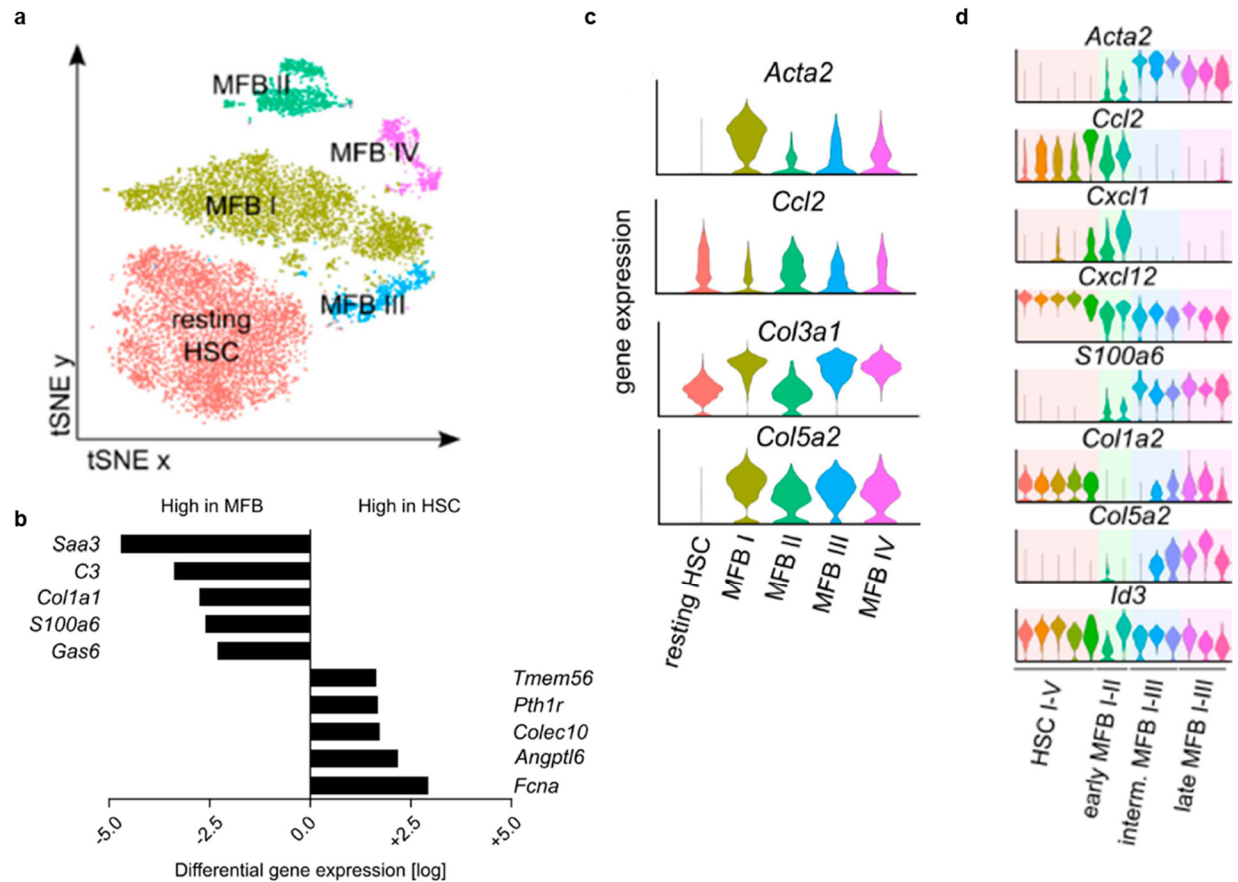 a
MFB II
MFB IV
MFB I
MFB III
resting
HSC
tSNE y
tSNE x
b
High in MFB
High in HSC
Saa3
C3
Col1a1
S100a6
Gas6
Tmem56
Pth1r
Colec10
Angptl6
Fcna
-5.0
-2.5
0.0
+2.5
+5.0
Differential gene expression [log]
c
gene expression
Acta2
Ccl2
Col3a1
Col5a2
resting HSC
MFB I
MFB II
MFB III
MFB IV
d
Acta2
Ccl2
Cxcl1
Cxcl12
S100a6
Col1a2
Col5a2
Id3
HSC I-V
early MFB I-II
interm. MFB I-III
late MFB I-III